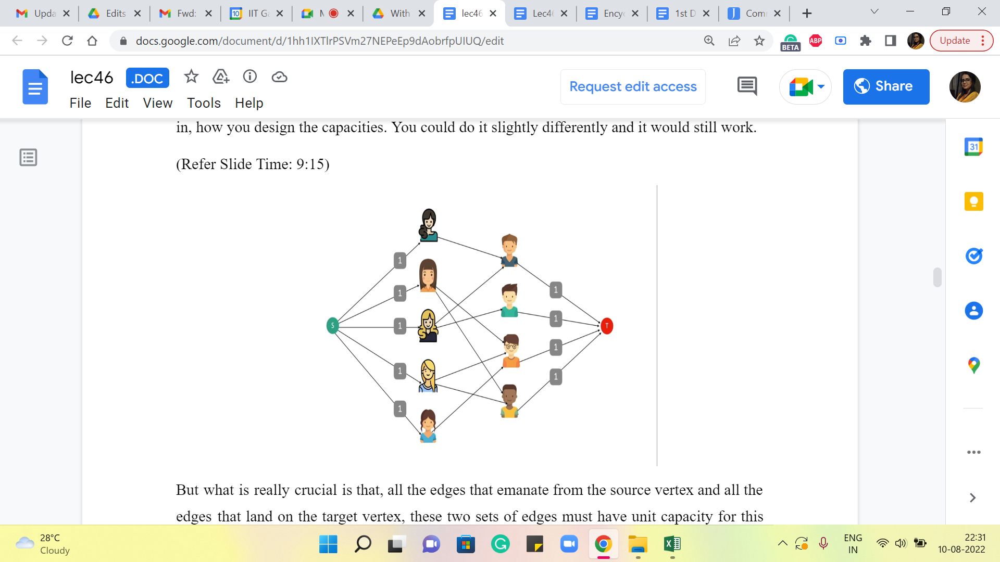 Upda
Edits
Fwd:
10
IIT Ga
M
With
lec46
Lec46
Ency
1st D
J
Com
docs.google.com/document/d/1hh1IXTlrPSVm27NEPeEp9dAobrfpUIUQ/edit
BETA
ABP
Update
lec46
.DOC
File
Edit
View
Tools
Help
Request edit access
Share
31
in, how you design the capacities. You could do it slightly differently and it would still work.
(Refer Slide Time: 9:15)
1
1
1
1
1
S
1
1
1
1
T
But what is really crucial is that, all the edges that emanate from the source vertex and all the
edges that land on the target vertex, these two sets of edges must have unit capacity for this
28°C
Cloudy
ENG
IN
22:31
10-08-2022